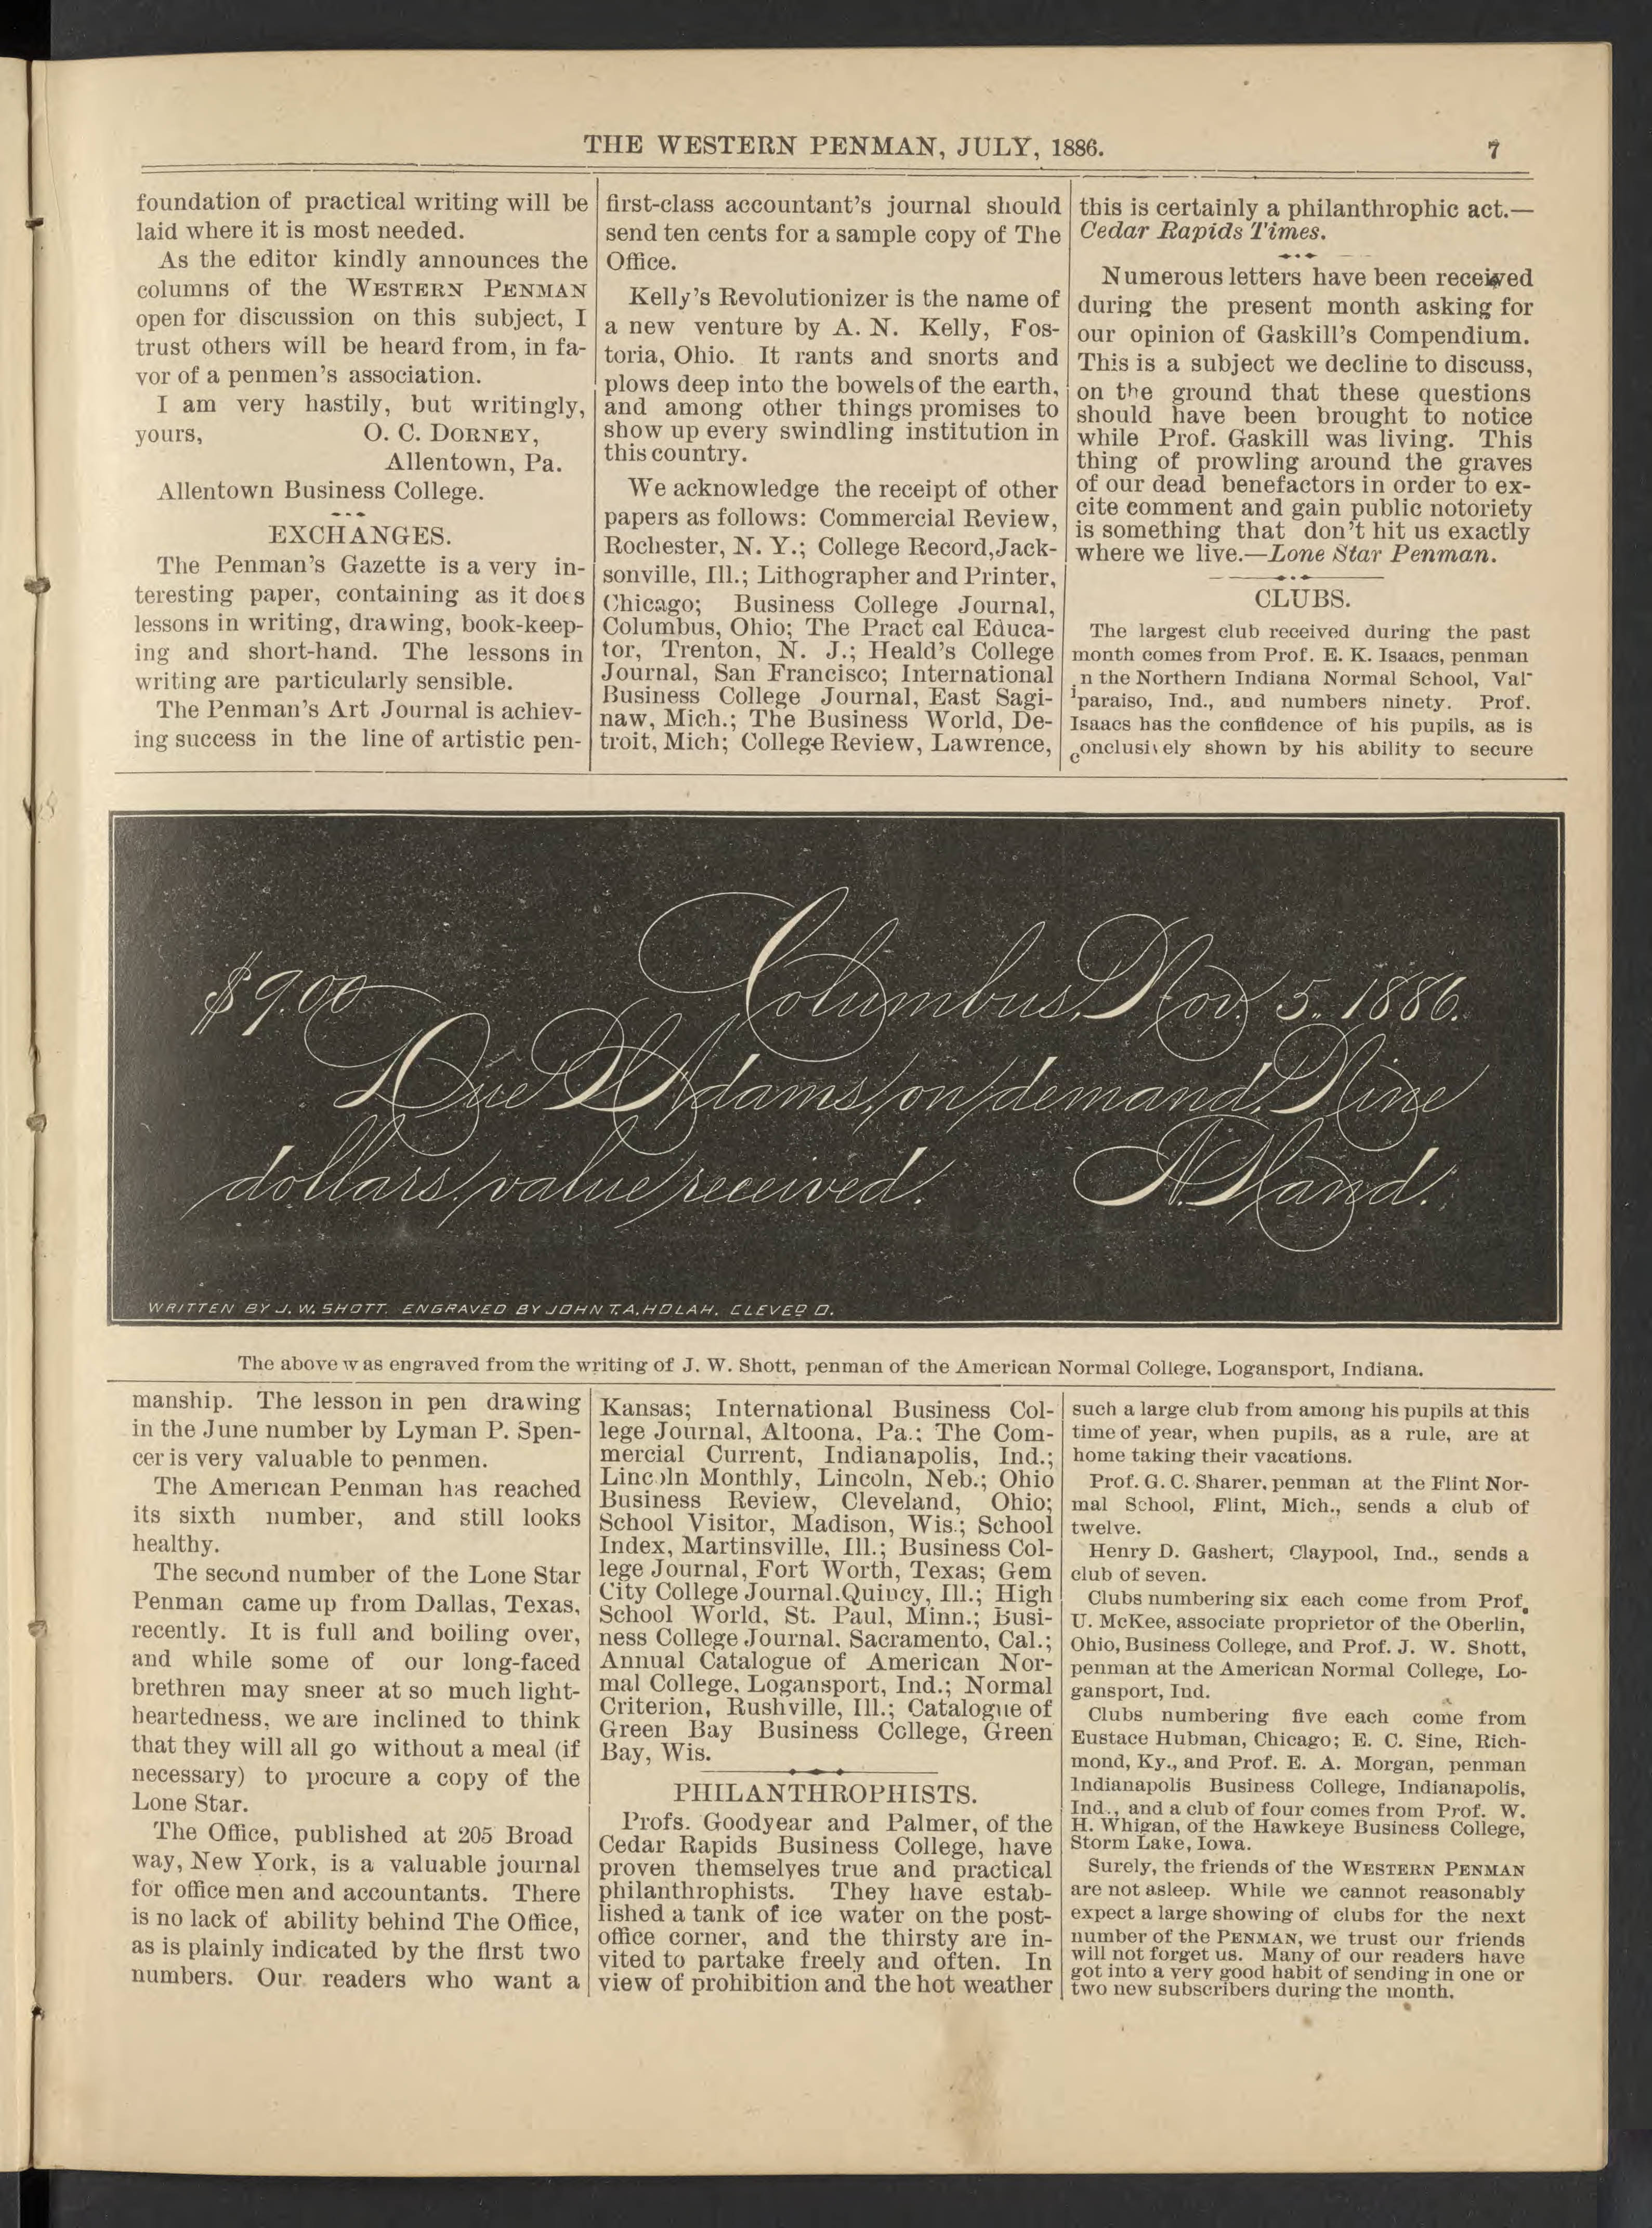 THE WESTERN PENMAN, JULY, 1886.
7
foundation of practical writing will be
laid where it is most needed.
As the editor kindly announces the
columns of the WESTERN PENMAN
open for discussion on this subject, I
trust others will be heard from, in fa-
vor of a penmen's association.
I am very hastily, but writingly,
yours, O. C. DORNEY,
Allentown, Pa.
Allentown Business College.
EXCHANGES.
The Penman's Gazette is a very in-
teresting paper, containing as it does
lessons in writing, drawing, book-keep-
ing and short-hand. The lessons in
writing are particularly sensible.
The Penman's Art Journal is achiev-
ing success in the line of artistic pen-
first-class accountant's journal should
send ten cents for a sample copy of The
Office.
Kelly's Revolutionizer is the name of
a new venture by A. N. Kelly, Fos-
toria, Ohio. It rants and snorts and
plows deep into the bowels of the earth,
and among other things promises to
show up every swindling institution in
this country.
We acknowledge the receipt of other
papers as follows: Commercial Review,
Rochester, N. Y.; College Record, Jack-
sonville, Ill.; Lithographer and Printer,
Chicago; Business College Journal,
Columbus, Ohio; The Pract cal Educa-
tor, Trenton, N. J.; Heald's College
Journal, San Francisco; International
Business College Journal, East Sagi-
naw, Mich.; The Business World, De-
troit, Mich; College Review, Lawrence,
this is certainly a philanthrophic act.—
Cedar Rapids Times.
Numerous letters have been received
during the present month asking for
our opinion of Gaskill's Compendium.
This is a subject we decline to discuss,
on the ground that these questions
should have been brought to notice
while Prof. Gaskill was living. This
thing of prowling around the graves
of our dead benefactors in order to ex-
cite comment and gain public notoriety
is something that don't hit us exactly
where we live.—Lone Star Penman.
CLUBS.
The largest club received during the past
month comes from Prof. E. K. Isaacs, penman
in the Northern Indiana Normal School, Val-
paraiso, Ind., and numbers ninety. Prof.
Isaacs has the confidence of his pupils, as is
conclusively shown by his ability to secure
$9.00 Columbus, Nov. 5., 1886.
Due D Adams, on demand, Nine
dollars, value received. N. Hand.
WRITTEN BY J. W. SHOTT. ENGRAVED BY JOHN T. A. HOLAH. CLEVED O.
The above was engraved from the writing of J. W. Shott, penman of the American Normal College, Logansport, Indiana.
manship. The lesson in pen drawing
in the June number by Lyman P. Spen-
cer is very valuable to penmen.
The American Penman has reached
its sixth number, and still looks
healthy.
The second number of the Lone Star
Penman came up from Dallas, Texas,
recently. It is full and boiling over,
and while some of our long-faced
brethren may sneer at so much light-
heartedness, we are inclined to think
that they will all go without a meal (if
necessary) to procure a copy of the
Lone Star.
The Office, published at 205 Broad
way, New York, is a valuable journal
for office men and accountants. There
is no lack of ability behind The Office,
as is plainly indicated by the first two
numbers. Our readers who want a
Kansas; International Business Col-
lege Journal, Altoona, Pa.; The Com-
mercial Current, Indianapolis, Ind.;
Lincoln Monthly, Lincoln, Neb.; Ohio
Business Review, Cleveland, Ohio;
School Visitor, Madison, Wis.; School
Index, Martinsville, Ill.; Business Col-
lege Journal, Fort Worth, Texas; Gem
City College Journal. Quincy, Ill.; High
School World, St. Paul, Minn.; Busi-
ness College Journal. Sacramento, Cal.;
Annual Catalogue of American Nor-
mal College, Logansport, Ind.; Normal
Criterion, Rushville, Ill.; Catalogue of
Green Bay Business College, Green
Bay, Wis.
PHILANTHROPHISTS.
Profs. Goodyear and Palmer, of the
Cedar Rapids Business College, have
proven themselves true and practical
philanthrophists. They have estab-
lished a tank of ice water on the post-
office corner, and the thirsty are in-
vited to partake freely and often. In
view of prohibition and the hot weather
such a large club from among his pupils at this
time of year, when pupils, as a rule, are at
home taking their vacations.
Prof. G. C. Sharer, penman at the Flint Nor-
mal School, Flint, Mich., sends a club of
twelve.
Henry D. Gashert, Claypool, Ind., sends a
club of seven.
Clubs numbering six each come from Prof.
U. McKee, associate proprietor of the Oberlin,
Ohio, Business College, and Prof. J. W. Shott,
penman at the American Normal College, Lo-
gansport, Ind.
Clubs numbering five each come from
Eustace Hubman, Chicago; E. C. Sine, Rich-
mond, Ky., and Prof. E. A. Morgan, penman
Indianapolis Business College, Indianapolis,
Ind., and a club of four comes from Prof. W.
H. Whigan, of the Hawkeye Business College,
Storm Lake, Iowa.
Surely, the friends of the WESTERN PENMAN
are not asleep. While we cannot reasonably
expect a large showing of clubs for the next
number of the PENMAN, we trust our friends
will not forget us. Many of our readers have
got into a very good habit of sending in one or
two new subscribers during the month.